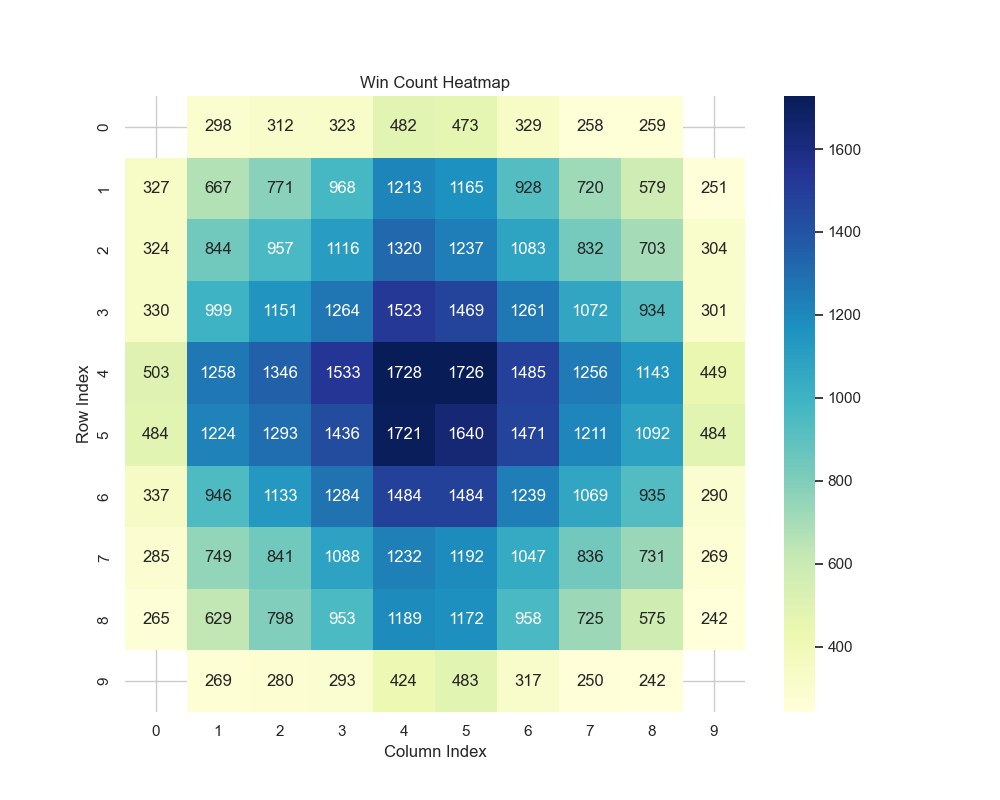 Win Count Heatmap
0 298 312 323 482 473 329 258 259
1 327 667 771 968 1213 1165 928 720 579 251
2 324 844 957 1116 1320 1237 1083 832 703 304
3 330 999 1151 1264 1523 1469 1261 1072 934 301
4 503 1258 1346 1533 1728 1726 1485 1256 1143 449
5 484 1224 1293 1436 1721 1640 1471 1211 1092 484
6 337 946 1133 1284 1484 1484 1239 1069 935 290
7 285 749 841 1088 1232 1192 1047 836 731 269
8 265 629 798 953 1189 1172 958 725 575 242
9 269 280 293 424 483 317 250 242
0 1 2 3 4 5 6 7 8 9
Column Index
Row Index
1600
1400
1200
1000
800
600
400